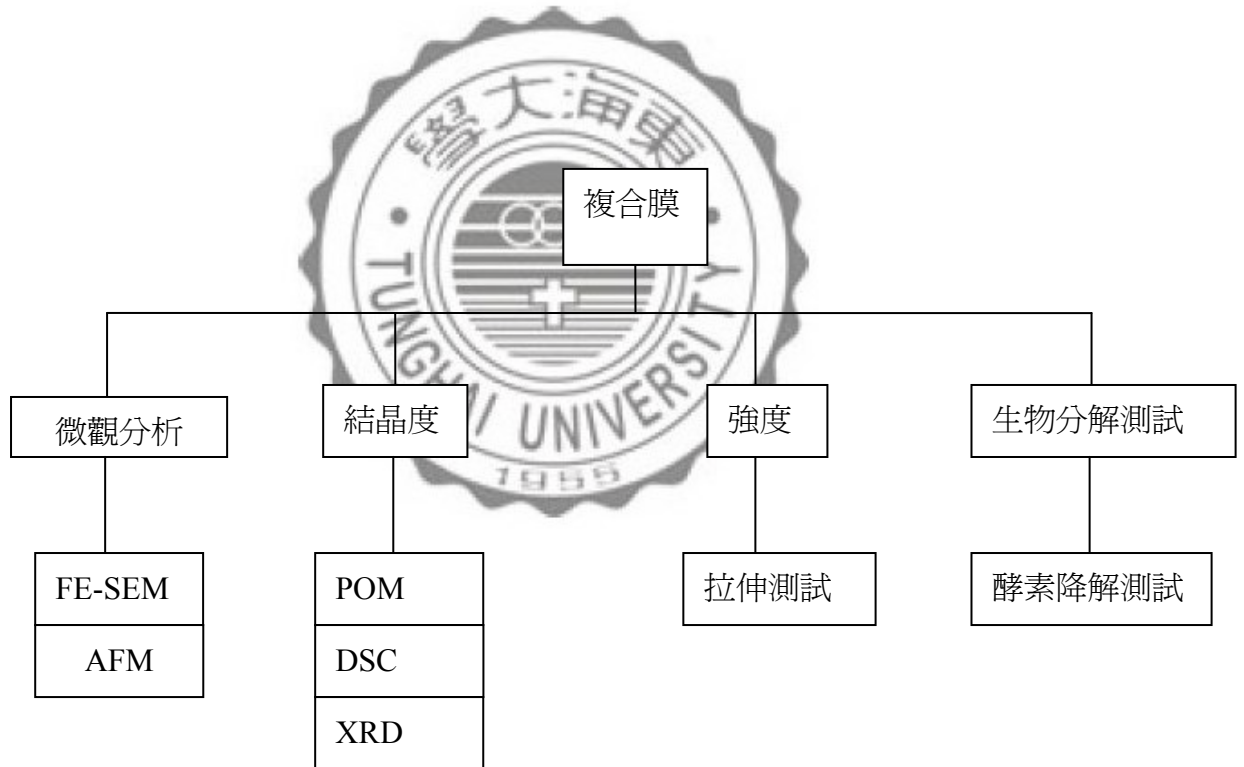 東海大學
複合膜
TUNGHAI UNIVERSITY
1955
微觀分析
結晶度
強度
生物分解測試
FE-SEM
POM
拉伸測試
酵素降解測試
AFM
DSC
XRD